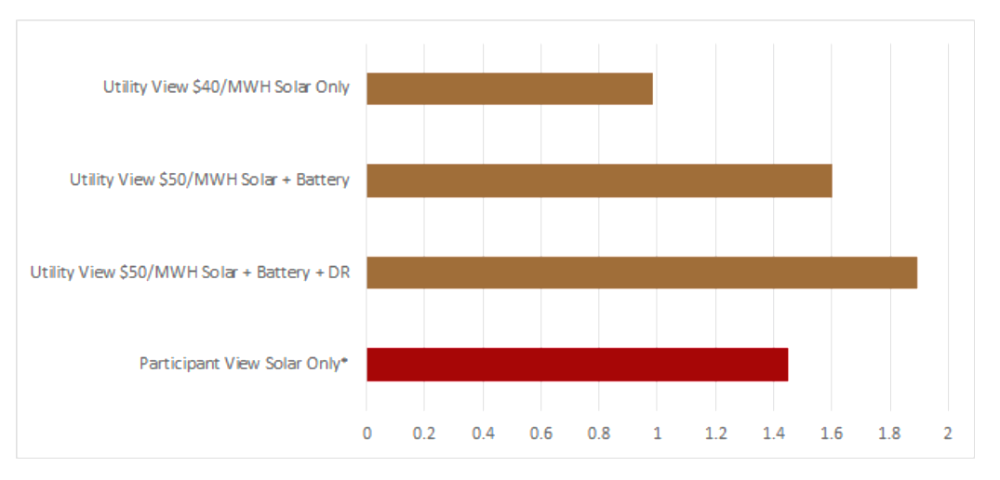 Utility View $40/MWH Solar Only
Utility View $50/MWH Solar + Battery
Utility View $50/MWH Solar + Battery + DR
Participant View Solar Only*
0 0.2 0.4 0.6 0.8 1 1.2 1.4 1.6 1.8 2